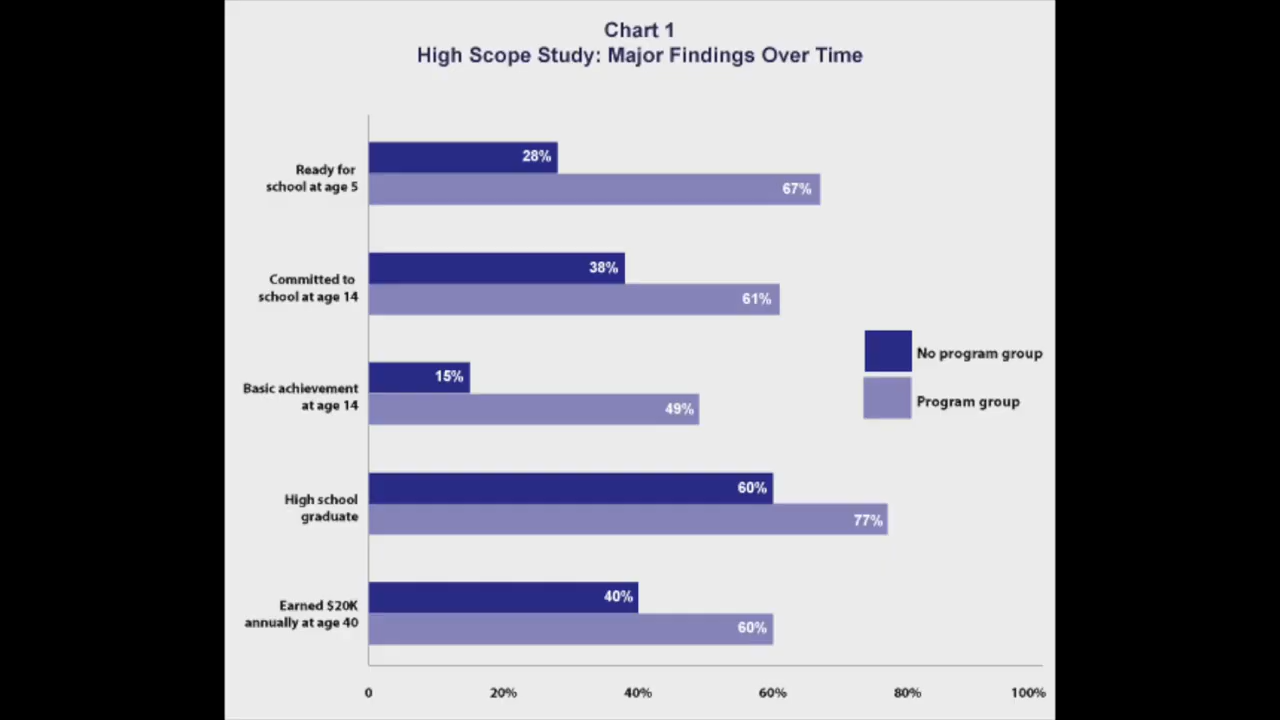 Chart 1
High Scope Study: Major Findings Over Time
Ready for
school at age 5
28%
67%
Committed to
school at age 14
38%
61%
Basic achievement
at age 14
15%
49%
High school
graduate
60%
77%
Earned $20K
annually at age 40
40%
60%
No program group
Program group
0 20% 40% 60% 80% 100%